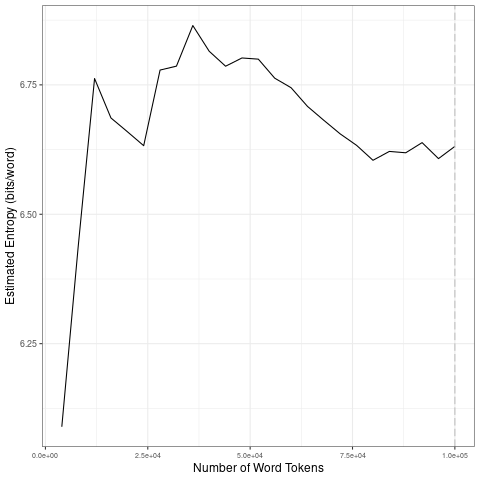 Estimated Entropy (bits/word)
6.75
6.50
6.25
0.0e+00 2.5e+04 5.0e+04 7.5e+04 1.0e+05
Number of Word Tokens